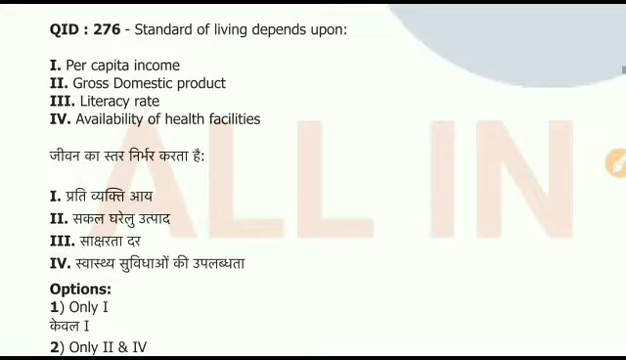 QID : 276 - Standard of living depends upon:
I. Per capita income
II. Gross Domestic product
III. Literacy rate
IV. Availability of health facilities
जीवन का स्तर निर्भर करता है:
I. प्रति व्यक्ति आय
II. सकल घरेलु उत्पाद
III. साक्षरता दर
IV. स्वास्थ्य सुविधाओं की उपलब्धता
Options:
1) Only I
केवल I
2) Only II & IV
ALL IN